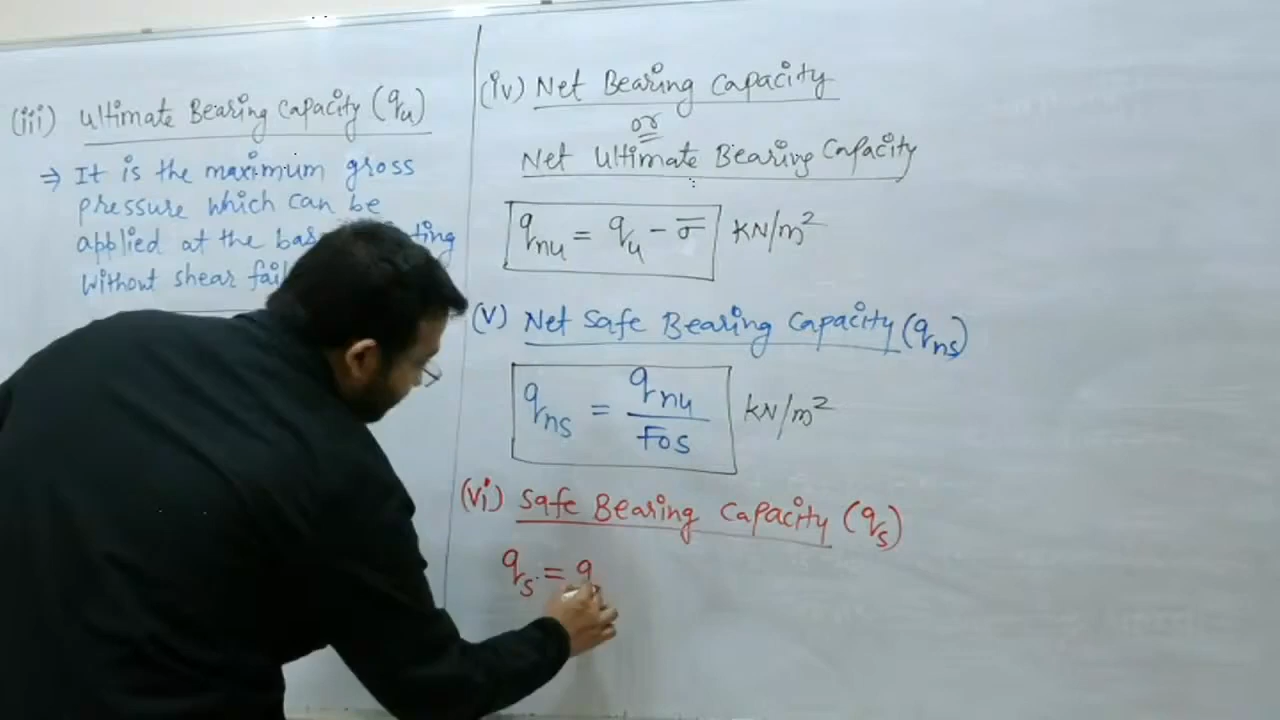 (iii) Ultimate Bearing Capacity (qu)
⇒ It is the maximum gross
pressure which can be
applied at the
without shear
(iv) Net Bearing Capacity
or
Net Ultimate Bearing Capacity
qnu = qu - σ̅ kN/m²
(v) Net Safe Bearing Capacity (qns)
qns = qnu / FOS kN/m²
(vi) Safe Bearing Capacity (qs)
qs = q